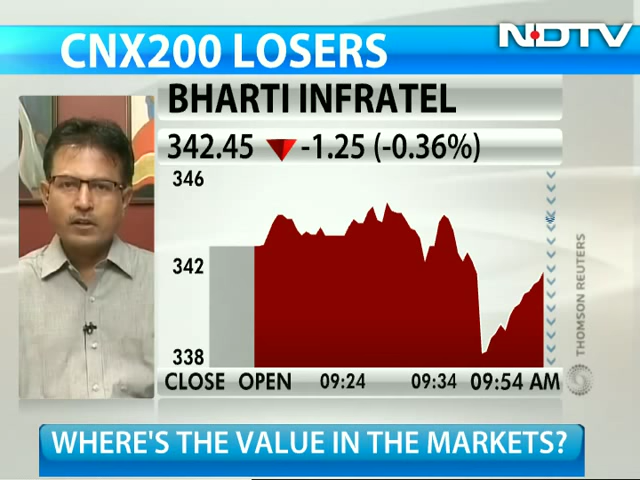 CNX200 LOSERS
NDTV
BHARTI INFRATEL
342.45 -1.25 (-0.36%)
346
342
338
CLOSE OPEN 09:24 09:34 09:54 AM
THOMSON REUTERS
WHERE'S THE VALUE IN THE MARKETS?